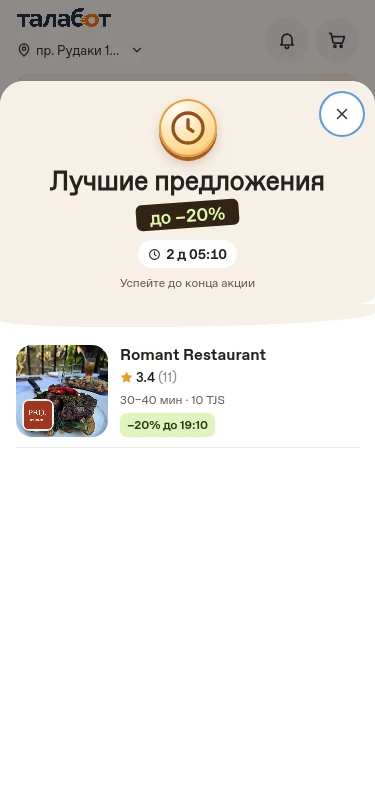 талабот
пр. Рудаки 1...
Лучшие предложения
до −20%
2 д 05:10
Успейте до конца акции
Romant Restaurant
3.4 (11)
30–40 мин · 10 TJS
−20% до 19:10